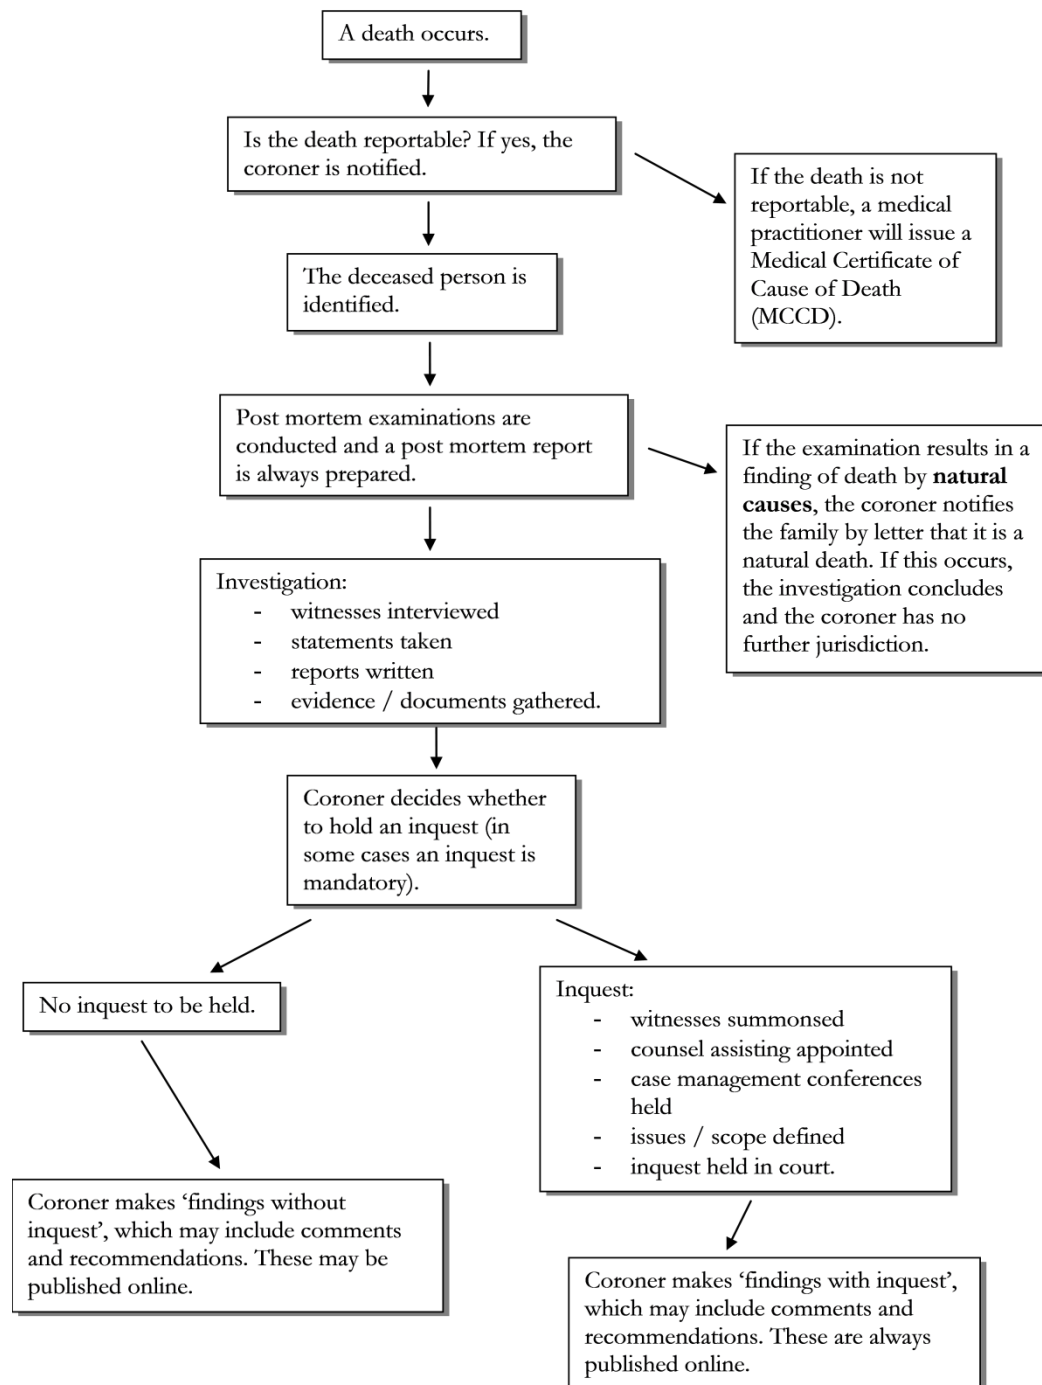 A death occurs.
Is the death reportable? If yes, the
coroner is notified.
If the death is not
reportable, a medical
practitioner will issue a
Medical Certificate of
Cause of Death
(MCCD).
The deceased person is
identified.
Post mortem examinations are
conducted and a post mortem report
is always prepared.
If the examination results in a
finding of death by natural
causes, the coroner notifies
the family by letter that it is a
natural death. If this occurs,
the investigation concludes
and the coroner has no
further jurisdiction.
Investigation:
- witnesses interviewed
- statements taken
- reports written
- evidence / documents gathered.
Coroner decides whether
to hold an inquest (in
some cases an inquest is
mandatory).
No inquest to be held.
Inquest:
- witnesses summonsed
- counsel assisting appointed
- case management conferences
held
- issues / scope defined
- inquest held in court.
Coroner makes ‘findings without
inquest’, which may include comments
and recommendations. These may be
published online.
Coroner makes ‘findings with inquest’,
which may include comments and
recommendations. These are always
published online.